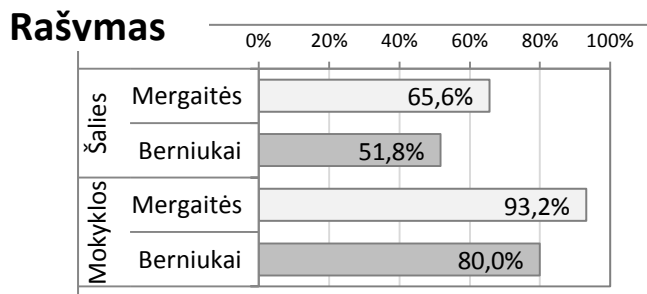 Rašymas
0% 20% 40% 60% 80% 100%
Šalies
Mergaitės 65,6%
Berniukai 51,8%
Mokyklos
Mergaitės 93,2%
Berniukai 80,0%